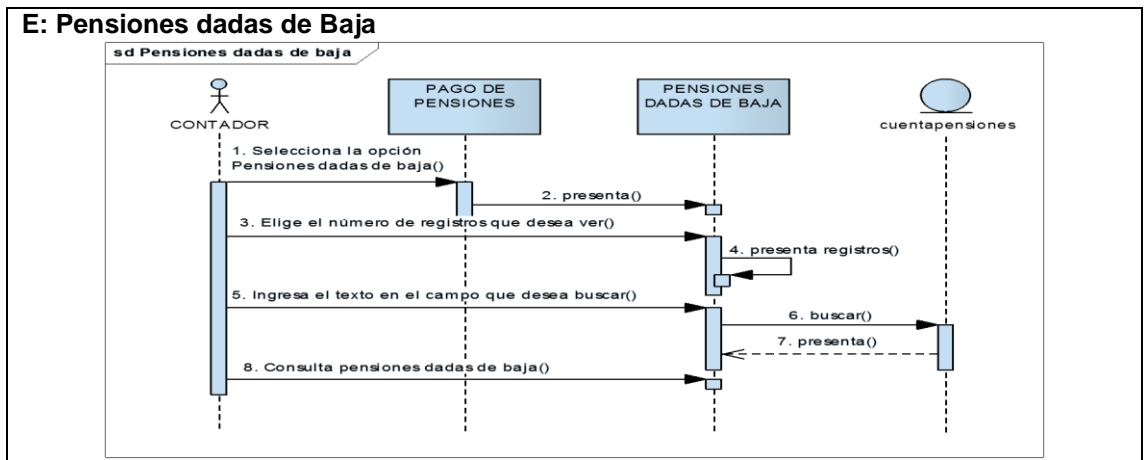 E: Pensiones dadas de Baja
sd Pensiones dadas de baja
CONTADOR
PAGO DE
PENSIONES
PENSIONES
DADAS DE BAJA
cuentapensiones
1. Selecciona la opción
Pensiones dadas de baja()
2. presenta()
3. Elige el número de registros que desea ver()
4. presenta registros()
5. Ingresa el texto en el campo que desea buscar()
6. buscar()
7. presenta()
8. Consulta pensiones dadas de baja()